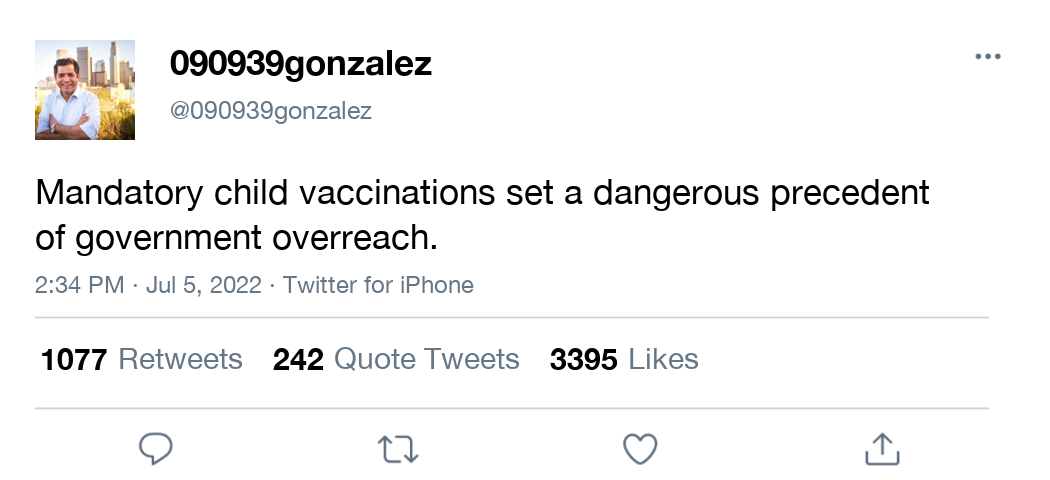 090939gonzalez
@090939gonzalez
Mandatory child vaccinations set a dangerous precedent
of government overreach.
2:34 PM · Jul 5, 2022 · Twitter for iPhone
1077 Retweets 242 Quote Tweets 3395 Likes